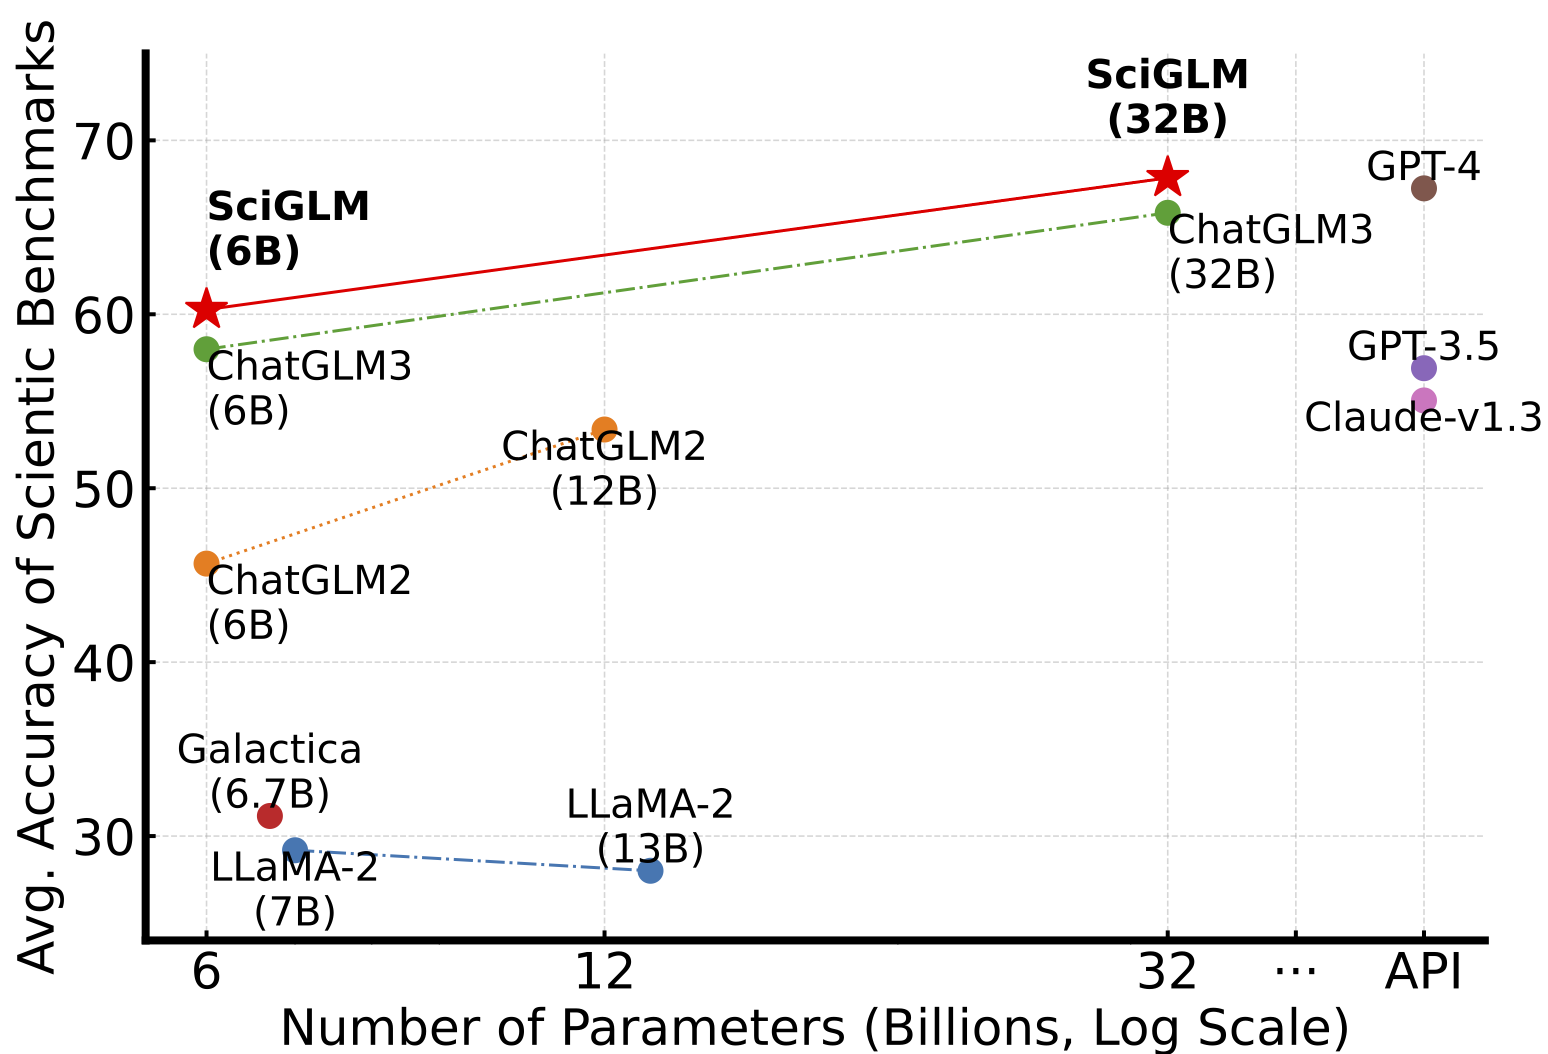 Avg. Accuracy of Scientic Benchmarks
70
60
50
40
30
SciGLM
(32B)
GPT-4
SciGLM
(6B)
ChatGLM3
(32B)
GPT-3.5
ChatGLM3
(6B)
Claude-v1.3
ChatGLM2
(12B)
ChatGLM2
(6B)
Galactica
(6.7B)
LLaMA-2
(13B)
LLaMA-2
(7B)
6
12
32
...
API
Number of Parameters (Billions, Log Scale)